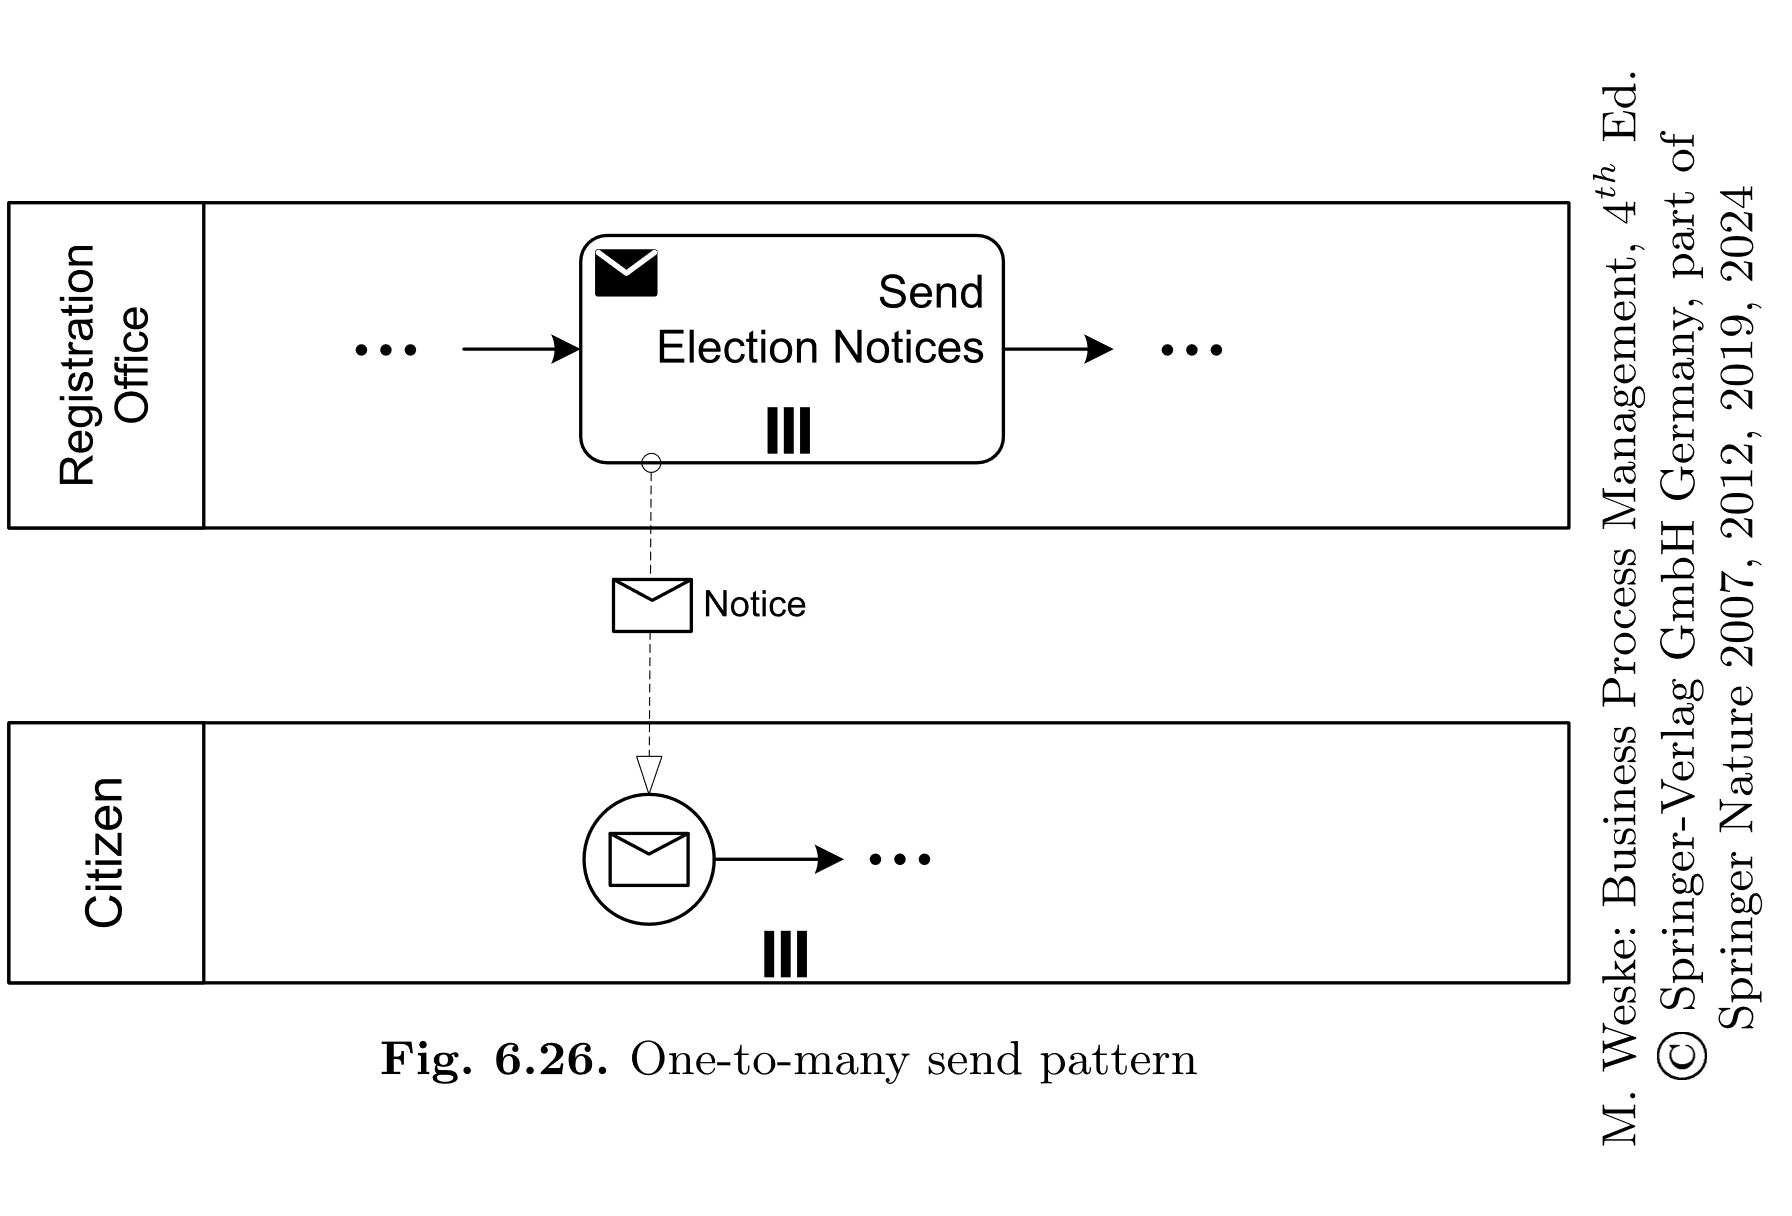 Registration
Office
Send
Election Notices
Notice
Citizen
Fig. 6.26. One-to-many send pattern
M. Weske: Business Process Management, 4th Ed.
© Springer-Verlag GmbH Germany, part of
Springer Nature 2007, 2012, 2019, 2024